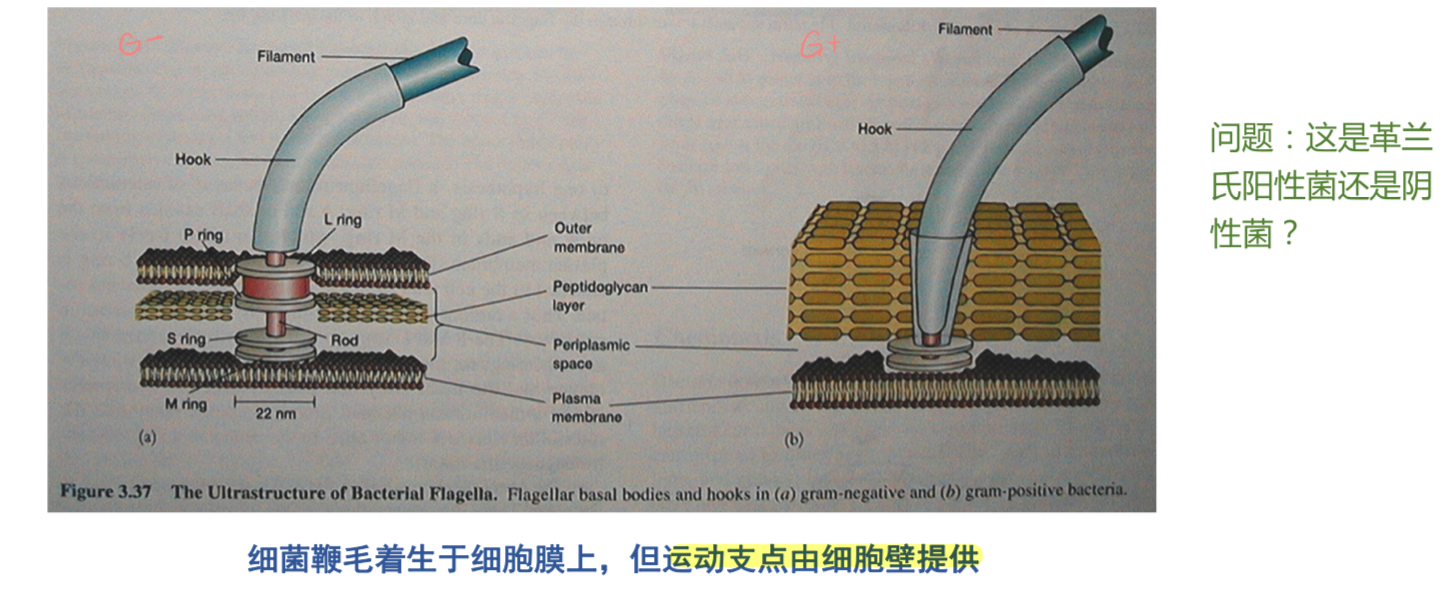 G-
Filament
Hook
P ring
L ring
S ring
Rod
M ring
22 nm
(a)
Outer
membrane
Peptidoglycan
layer
Periplasmic
space
Plasma
membrane
G+
Filament
Hook
(b)
Figure 3.37 The Ultrastructure of Bacterial Flagella. Flagellar basal bodies and hooks in (a) gram-negative and (b) gram-positive bacteria.
问题：这是革兰
氏阳性菌还是阴
性菌？
细菌鞭毛着生于细胞膜上，但运动支点由细胞壁提供